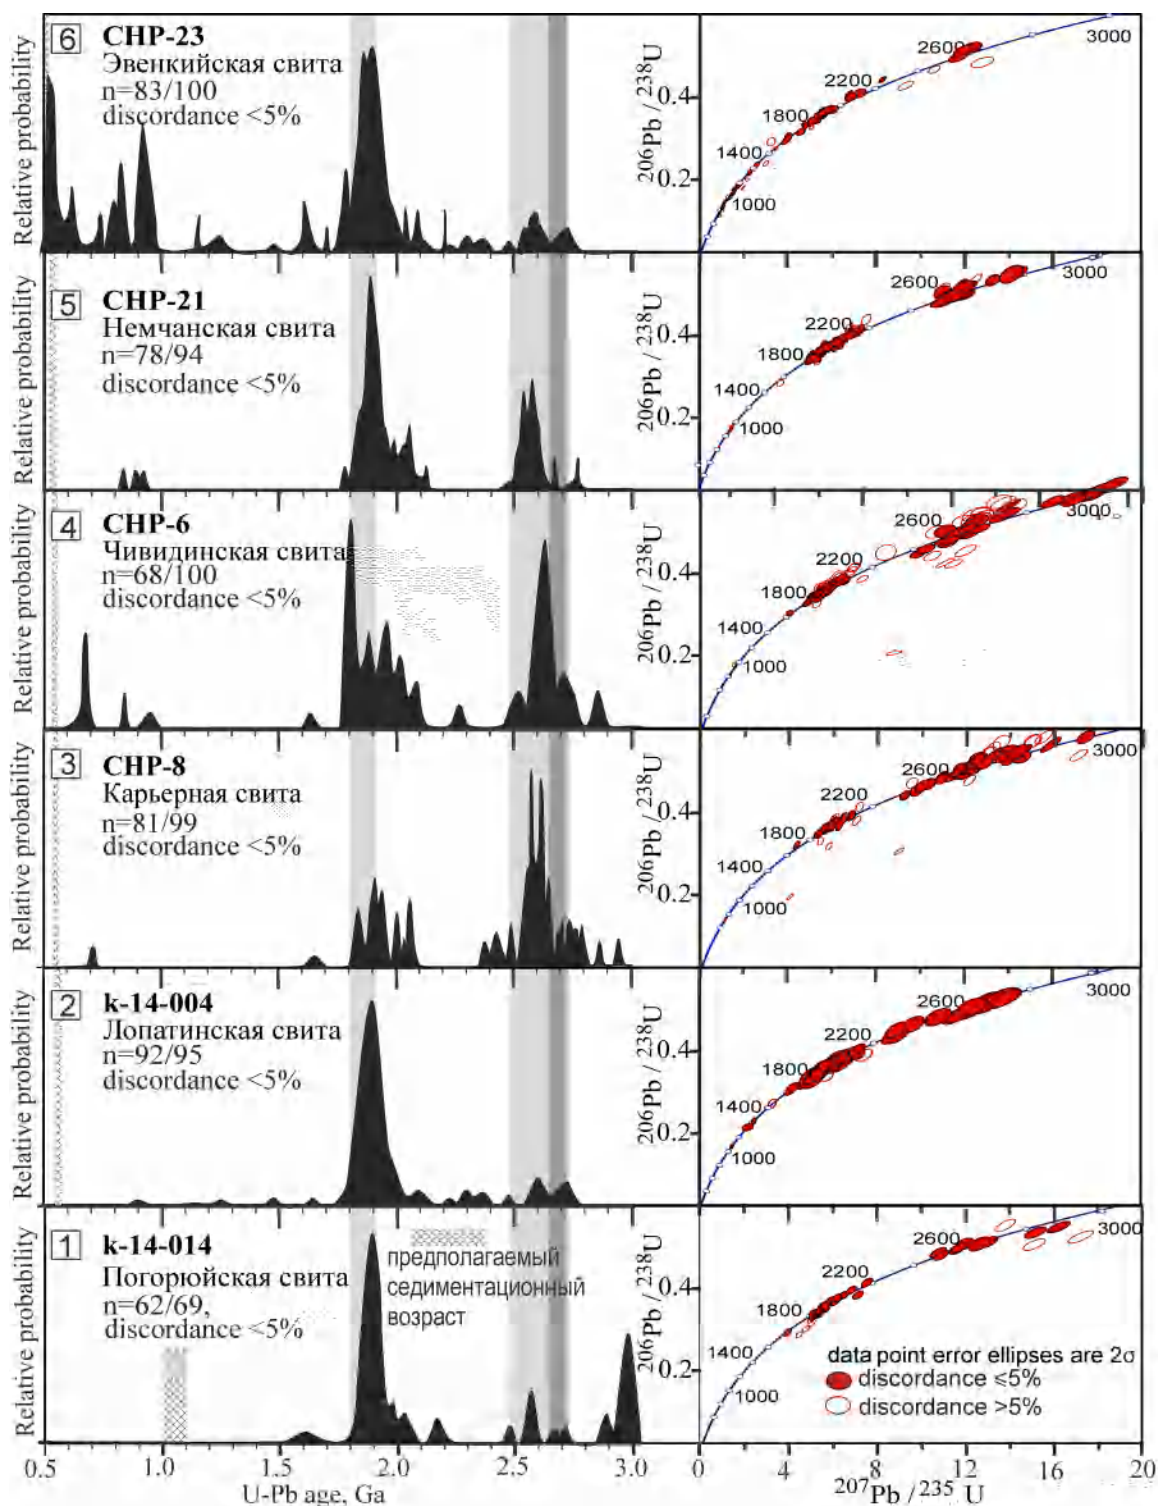 Relative probability
6
CHP-23
Эвенкийская свита
n=83/100
discordance <5%
206Pb / 238U
0.4
0.2
1000
1400
1800
2200
2600
3000
Relative probability
5
CHP-21
Немчанская свита
n=78/94
discordance <5%
206Pb / 238U
0.4
0.2
1000
1400
1800
2200
2600
3000
Relative probability
4
CHP-6
Чивидинская свита
n=68/100
discordance <5%
206Pb / 238U
0.4
0.2
1000
1400
1800
2200
2600
3000
Relative probability
3
CHP-8
Карьерная свита
n=81/99
discordance <5%
206Pb / 238U
0.4
0.2
1000
1400
1800
2200
2600
3000
Relative probability
2
k-14-004
Лопатинская свита
n=92/95
discordance <5%
206Pb / 238U
0.4
0.2
1000
1400
1800
2200
2600
3000
Relative probability
1
k-14-014
Погорюйская свита
n=62/69,
discordance <5%
предполагаемый
седиментационный
возраст
206Pb / 238U
0.4
0.2
1000
1400
1800
2200
2600
3000
data point error ellipses are 2σ
discordance ≤5%
discordance >5%
0.5 1.0 1.5 2.0 2.5 3.0
U-Pb age, Ga
0 4 8 12 16 20
207Pb / 235 U